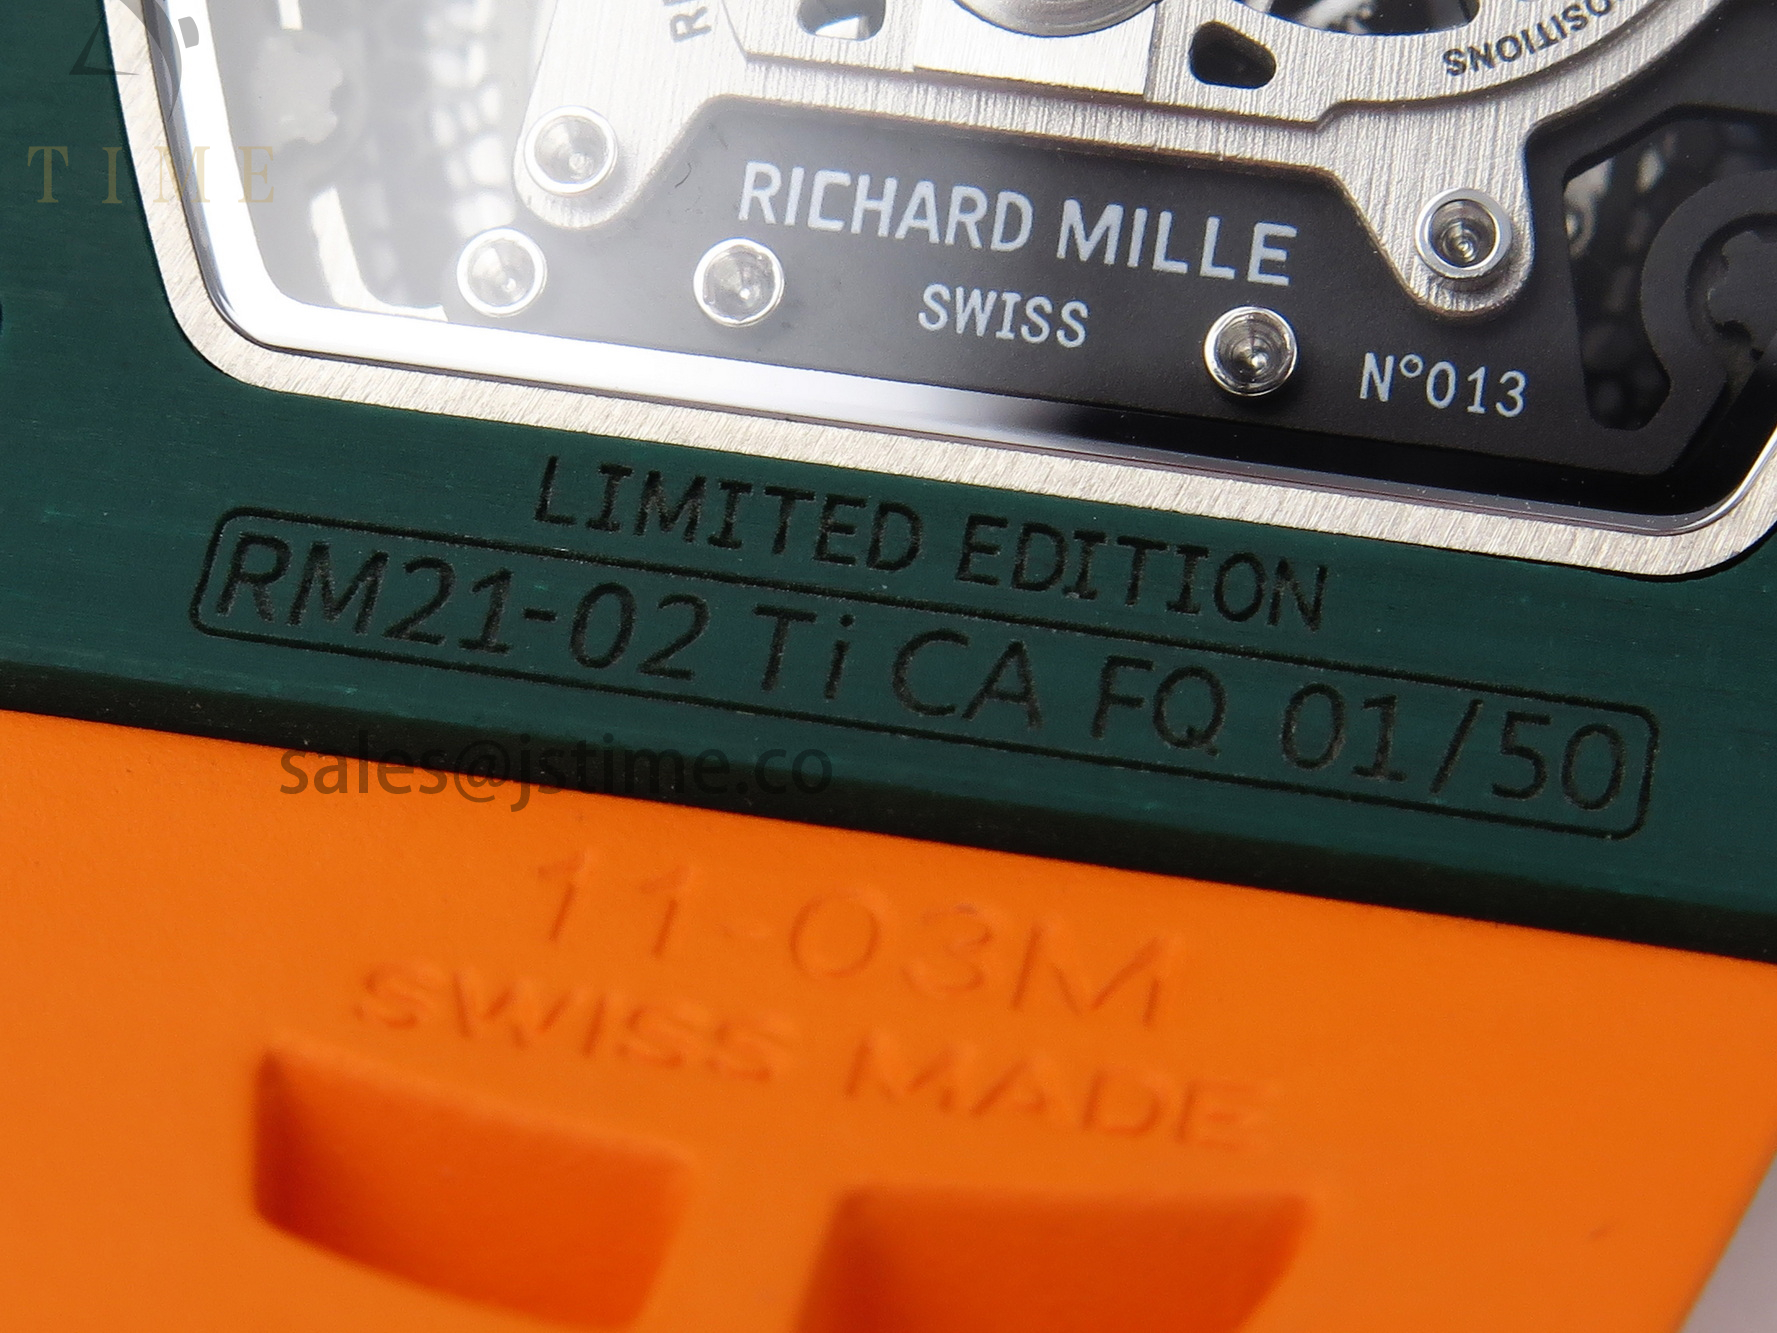 POSITIONS
TIME
RICHARD MILLE
SWISS
N°013
LIMITED EDITION
RM21-02 Ti CA FQ 01/50
sales@jstime.co
11-03M
SWISS MADE